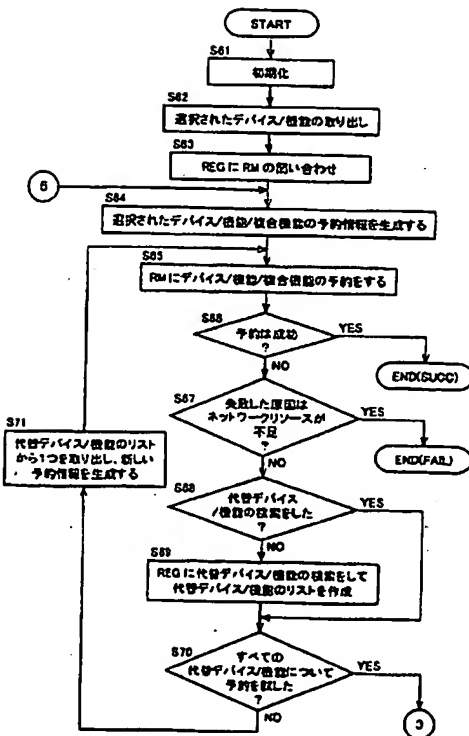 START
S61
初期化
S62
選択されたデバイス/機能の取り出し
S63
REGにRMの問い合わせ
6
S64
選択されたデバイス/機能/複合機能の予約情報を生成する
S65
RMにデバイス/機能/複合機能の予約をする
S66
予約は成功
?
YES
END(SUCC)
NO
S67
失敗した原因は
ネットワークリソースが
不足
?
YES
END(FAIL)
NO
S71
代替デバイス/機能のリスト
から1つを取り出し、新しい
予約情報を生成する
S68
代替デバイス
/機能の検索をした
?
YES
NO
S69
REGに代替デバイス/機能の検索をして
代替デバイス/機能のリストを作成
S70
すべての
代替デバイス/機能について
予約を試した
?
YES
NO